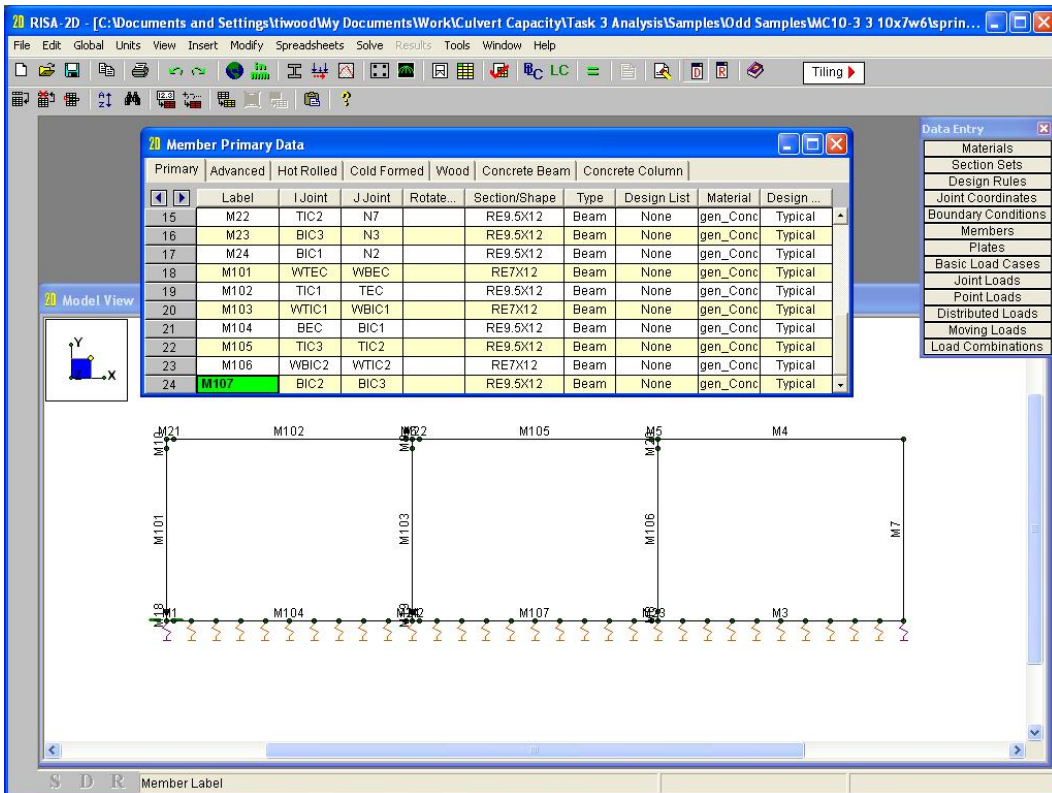 2D RISA-2D - [C:\Documents and Settings\tiwood\My Documents\Work\Culvert Capacity\Task 3 Analysis\Samples\Odd Samples\MC10-3 3 10x7w6\sprin...
File Edit Global Units View Insert Modify Spreadsheets Solve Results Tools Window Help
LC = D R Tiling
2D Member Primary Data
Primary Advanced Hot Rolled Cold Formed Wood Concrete Beam Concrete Column
Label I Joint J Joint Rotate... Section/Shape Type Design List Material Design ...
15 M22 TIC2 N7 RE9.5X12 Beam None gen_Conc Typical
16 M23 BIC3 N3 RE9.5X12 Beam None gen_Conc Typical
17 M24 BIC1 N2 RE9.5X12 Beam None gen_Conc Typical
18 M101 WTEC WBEC RE7X12 Beam None gen_Conc Typical
19 M102 TIC1 TEC RE9.5X12 Beam None gen_Conc Typical
20 M103 WTIC1 WBIC1 RE7X12 Beam None gen_Conc Typical
21 M104 BEC BIC1 RE9.5X12 Beam None gen_Conc Typical
22 M105 TIC3 TIC2 RE9.5X12 Beam None gen_Conc Typical
23 M106 WBIC2 WTIC2 RE7X12 Beam None gen_Conc Typical
24 M107 BIC2 BIC3 RE9.5X12 Beam None gen_Conc Typical
Data Entry
Materials
Section Sets
Design Rules
Joint Coordinates
Boundary Conditions
Members
Plates
Basic Load Cases
Joint Loads
Point Loads
Distributed Loads
Moving Loads
Load Combinations
2D Model View
Y
X
M21 M102 M105 M5 M4
M101 M103 M106 M7
M18 M1 M104 M107 M3
S D R Member Label